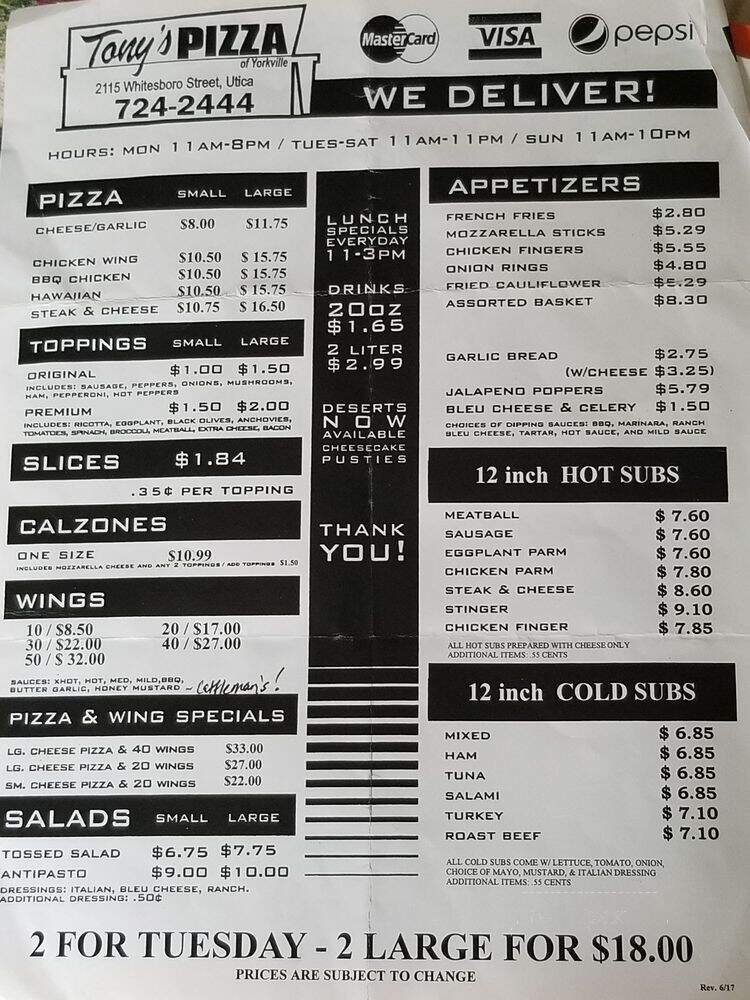 Tony's PIZZA
of Yorkville
2115 Whitesboro Street, Utica
724-2444
MasterCard
VISA
pepsi
WE DELIVER!
HOURS: MON 11AM-8PM / TUES-SAT 11AM-11PM / SUN 11AM-10PM
PIZZA SMALL LARGE
CHEESE/GARLIC $8.00 $11.75
CHICKEN WING $10.50 $ 15.75
BBQ CHICKEN $10.50 $ 15.75
HAWAIIAN $10.50 $ 15.75
STEAK & CHEESE $10.75 $ 16.50
TOPPINGS SMALL LARGE
ORIGINAL $1.00 $1.50
INCLUDES: SAUSAGE, PEPPERS, ONIONS, MUSHROOMS,
HAM, PEPPERONI, HOT PEPPERS
PREMIUM $1.50 $2.00
INCLUDES: RICOTTA, EGGPLANT, BLACK OLIVES, ANCHOVIES,
TOMATOES, SPINACH, BROCCOLI, MEATBALL, EXTRA CHEESE, BACON
SLICES $1.84
.35¢ PER TOPPING
CALZONES
ONE SIZE $10.99
INCLUDES MOZZARELLA CHEESE AND ANY 2 TOPPINGS / ADD TOPPINGS $1.50
WINGS
10 / $8.50 20 / $17.00
30 / $22.00 40 / $27.00
50 / $ 32.00
SAUCES: XHOT, HOT, MED, MILD,BBQ,
BUTTER GARLIC, HONEY MUSTARD ~ Cattleman's!
PIZZA & WING SPECIALS
LG. CHEESE PIZZA & 40 WINGS $33.00
LG. CHEESE PIZZA & 20 WINGS $27.00
SM. CHEESE PIZZA & 20 WINGS $22.00
SALADS SMALL LARGE
TOSSED SALAD $6.75 $7.75
ANTIPASTO $9.00 $10.00
DRESSINGS: ITALIAN, BLEU CHEESE, RANCH.
ADDITIONAL DRESSING: .50¢
LUNCH
SPECIALS
EVERYDAY
11-3PM
DRINKS
20oz
$1.65
2 LITER
$2.99
DESERTS
NOW
AVAILABLE
CHEESECAKE
PUSTIES
THANK
YOU!
APPETIZERS
FRENCH FRIES $2.80
MOZZARELLA STICKS $5.29
CHICKEN FINGERS $5.55
ONION RINGS $4.80
FRIED CAULIFLOWER $5.29
ASSORTED BASKET $8.30
GARLIC BREAD $2.75
(W/CHEESE $3.25)
JALAPENO POPPERS $5.79
BLEU CHEESE & CELERY $1.50
CHOICES OF DIPPING SAUCES: BBQ, MARINARA, RANCH
BLEU CHEESE, TARTAR, HOT SAUCE, AND MILD SAUCE
12 inch HOT SUBS
MEATBALL $ 7.60
SAUSAGE $ 7.60
EGGPLANT PARM $ 7.60
CHICKEN PARM $ 7.80
STEAK & CHEESE $ 8.60
STINGER $ 9.10
CHICKEN FINGER $ 7.85
ALL HOT SUBS PREPARED WITH CHEESE ONLY
ADDITIONAL ITEMS: .55 CENTS
12 inch COLD SUBS
MIXED $ 6.85
HAM $ 6.85
TUNA $ 6.85
SALAMI $ 6.85
TURKEY $ 7.10
ROAST BEEF $ 7.10
ALL COLD SUBS COME W/ LETTUCE, TOMATO, ONION,
CHOICE OF MAYO, MUSTARD, & ITALIAN DRESSING
ADDITIONAL ITEMS: .55 CENTS
2 FOR TUESDAY - 2 LARGE FOR $18.00
PRICES ARE SUBJECT TO CHANGE
Rev. 6/17